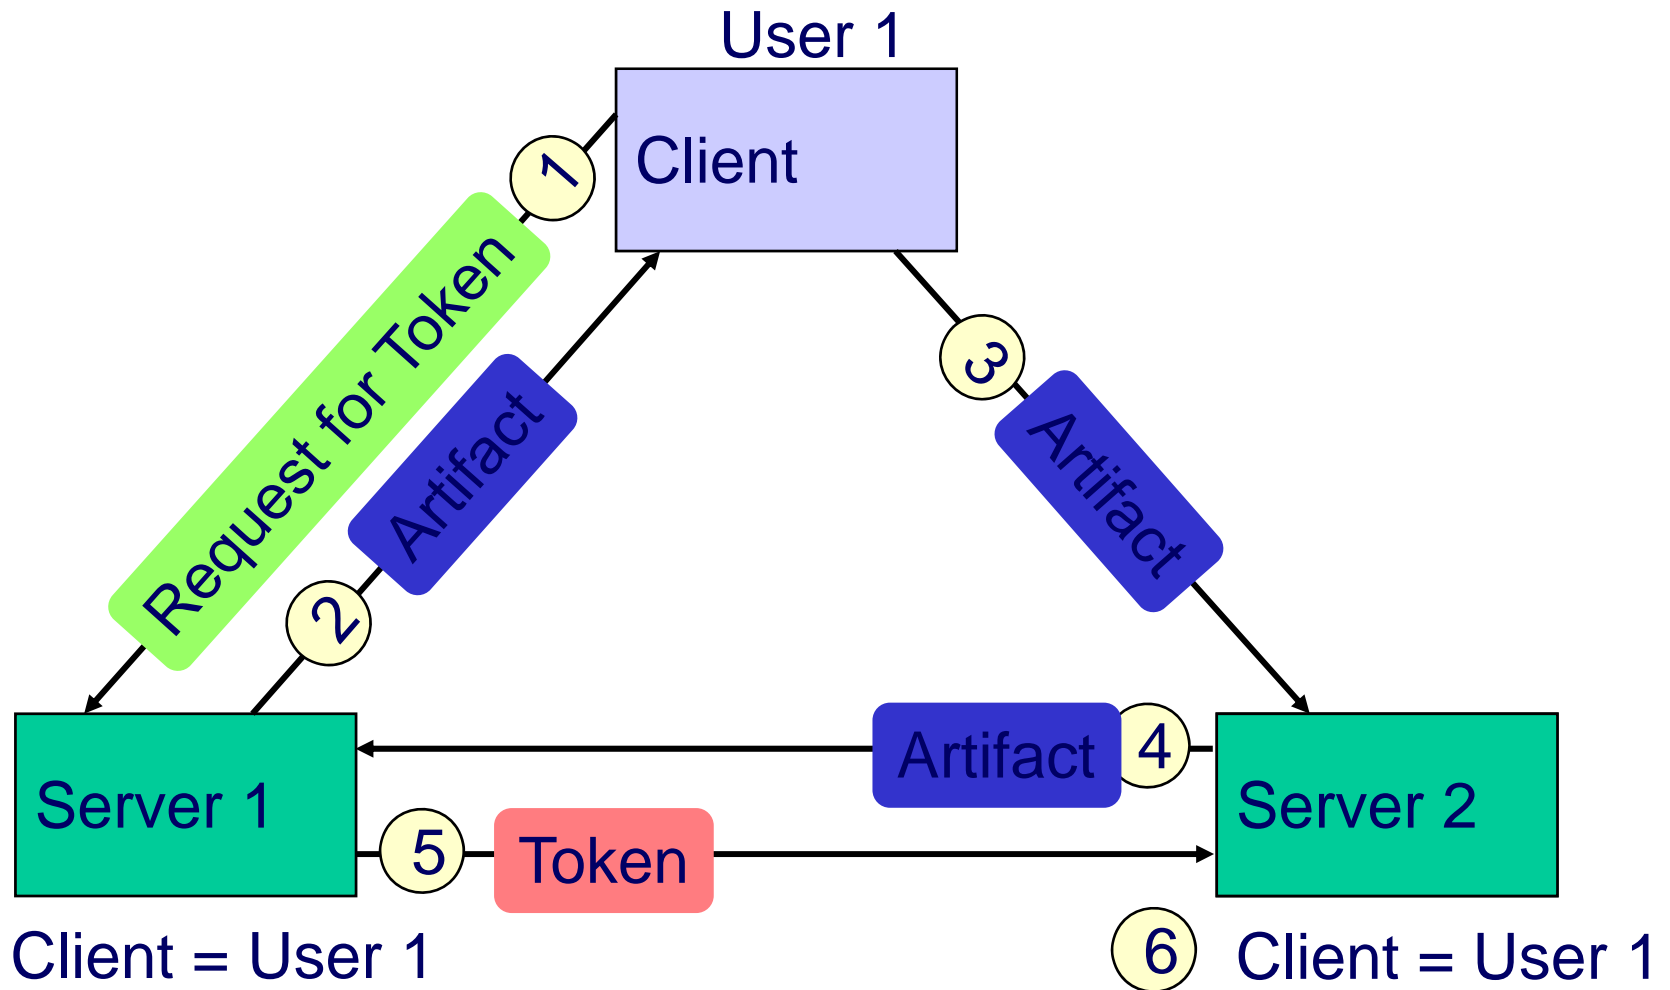 User 1
Client
1
Request for Token
2
Artifact
3
Artifact
Artifact
4
Server 1
Server 2
5
Token
Client = User 1
6
Client = User 1